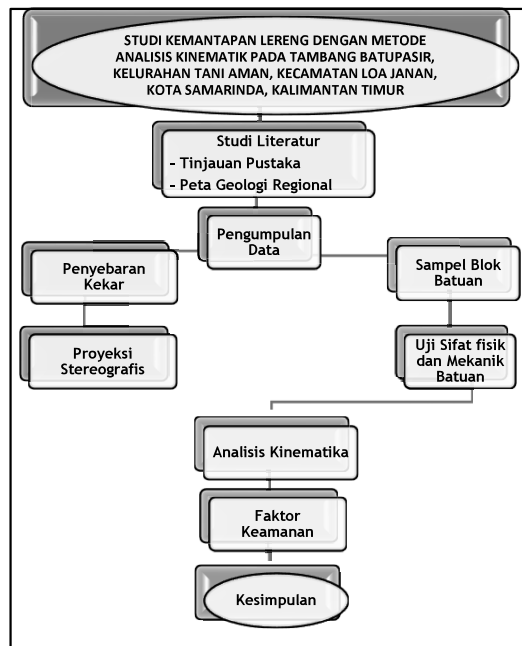 STUDI KEMANTAPAN LERENG DENGAN METODE
ANALISIS KINEMATIK PADA TAMBANG BATUPASIR,
KELURAHAN TANI AMAN, KECAMATAN LOA JANAN,
KOTA SAMARINDA, KALIMANTAN TIMUR
Studi Literatur
- Tinjauan Pustaka
- Peta Geologi Regional
Pengumpulan
Data
Penyebaran
Kekar
Sampel Blok
Batuan
Proyeksi
Stereografis
Uji Sifat fisik
dan Mekanik
Batuan
Analisis Kinematika
Faktor
Keamanan
Kesimpulan